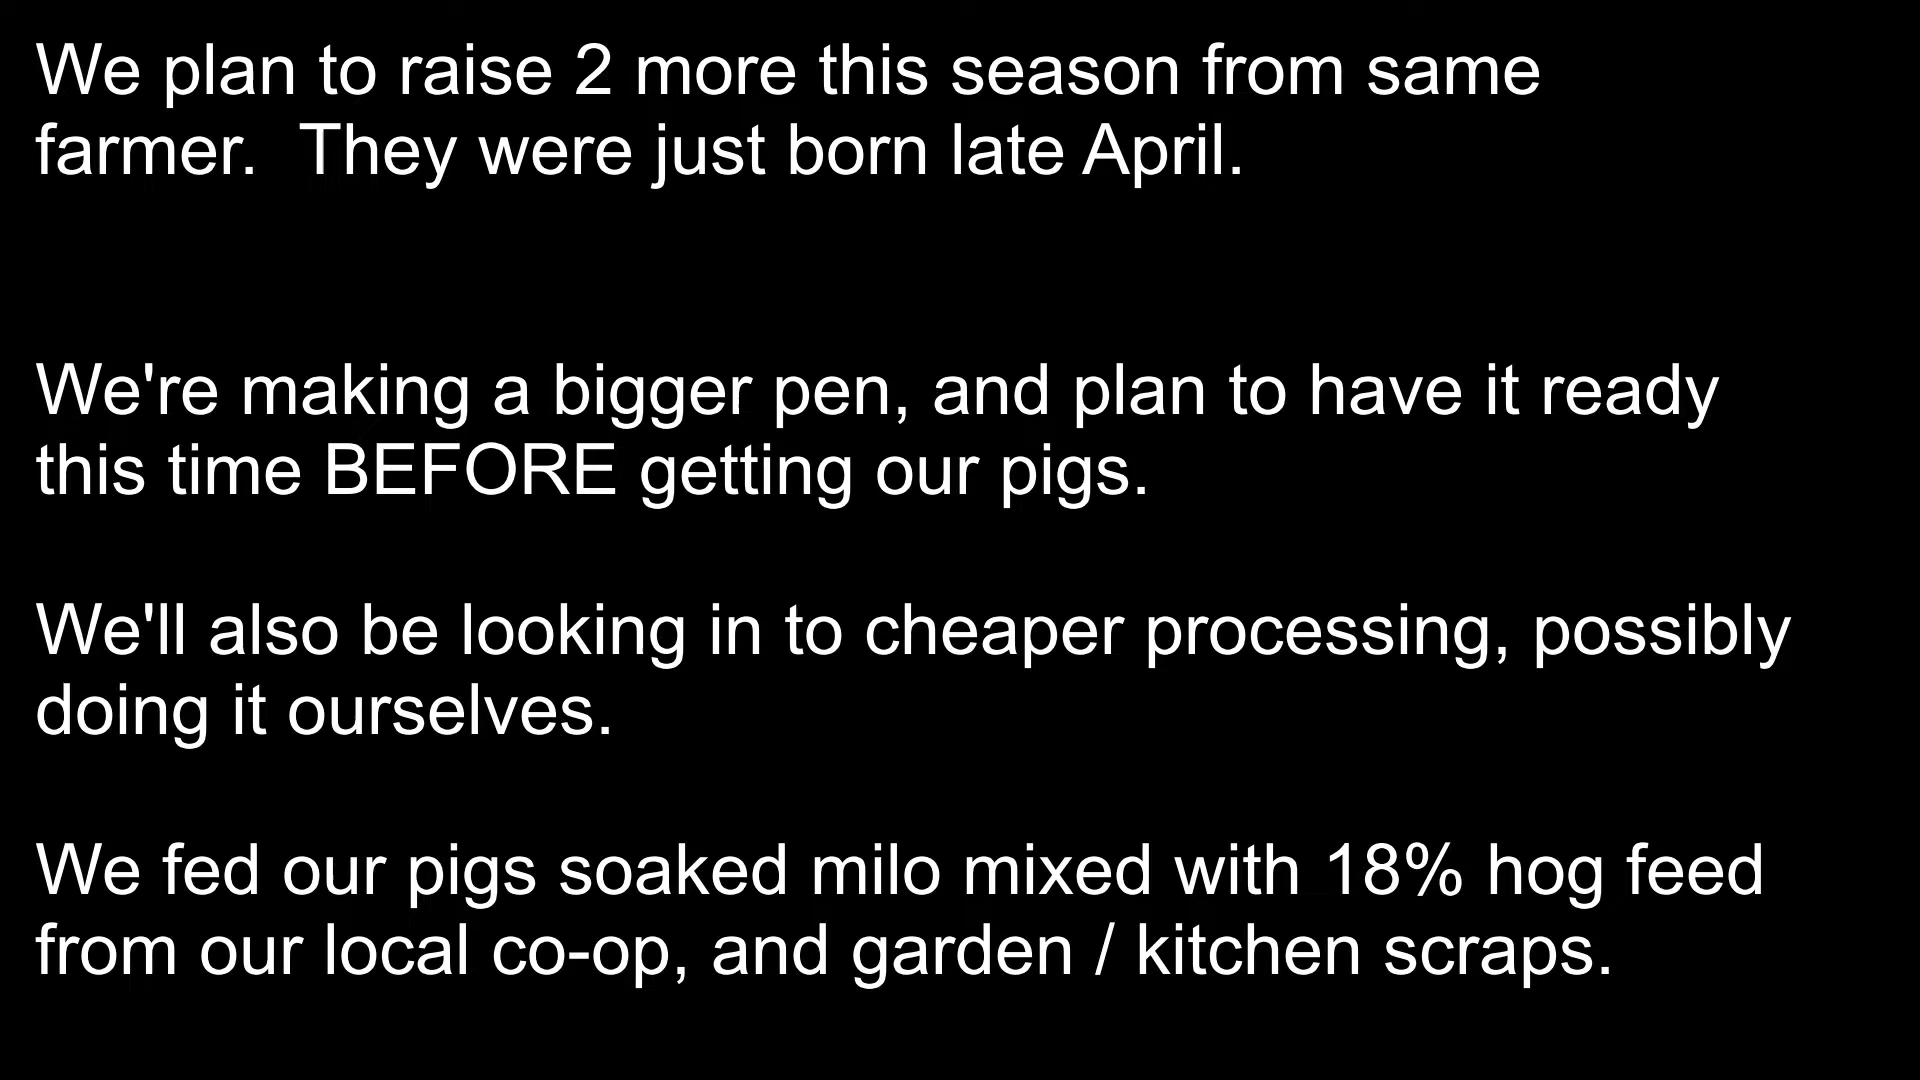 We plan to raise 2 more this season from same
farmer.  They were just born late April.
We're making a bigger pen, and plan to have it ready
this time BEFORE getting our pigs.
We'll also be looking in to cheaper processing, possibly
doing it ourselves.
We fed our pigs soaked milo mixed with 18% hog feed
from our local co-op, and garden / kitchen scraps.